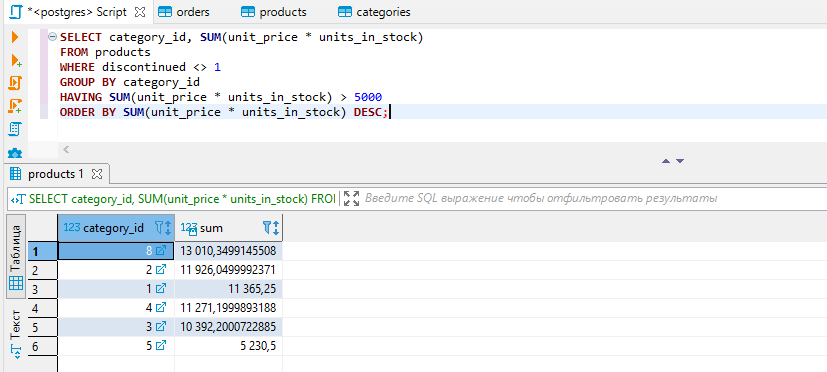 *<postgres> Script
orders
products
categories
SELECT category_id, SUM(unit_price * units_in_stock)
FROM products
WHERE discontinued <> 1
GROUP BY category_id
HAVING SUM(unit_price * units_in_stock) > 5000
ORDER BY SUM(unit_price * units_in_stock) DESC;
products 1
SELECT category_id, SUM(unit_price * units_in_stock) FROI
Введите SQL выражение чтобы отфильтровать результаты
Таблица
Текст
123 category_id 123 sum
1 8 13 010,3499145508
2 2 11 926,0499992371
3 1 11 365,25
4 4 11 271,1999893188
5 3 10 392,2000722885
6 5 5 230,5